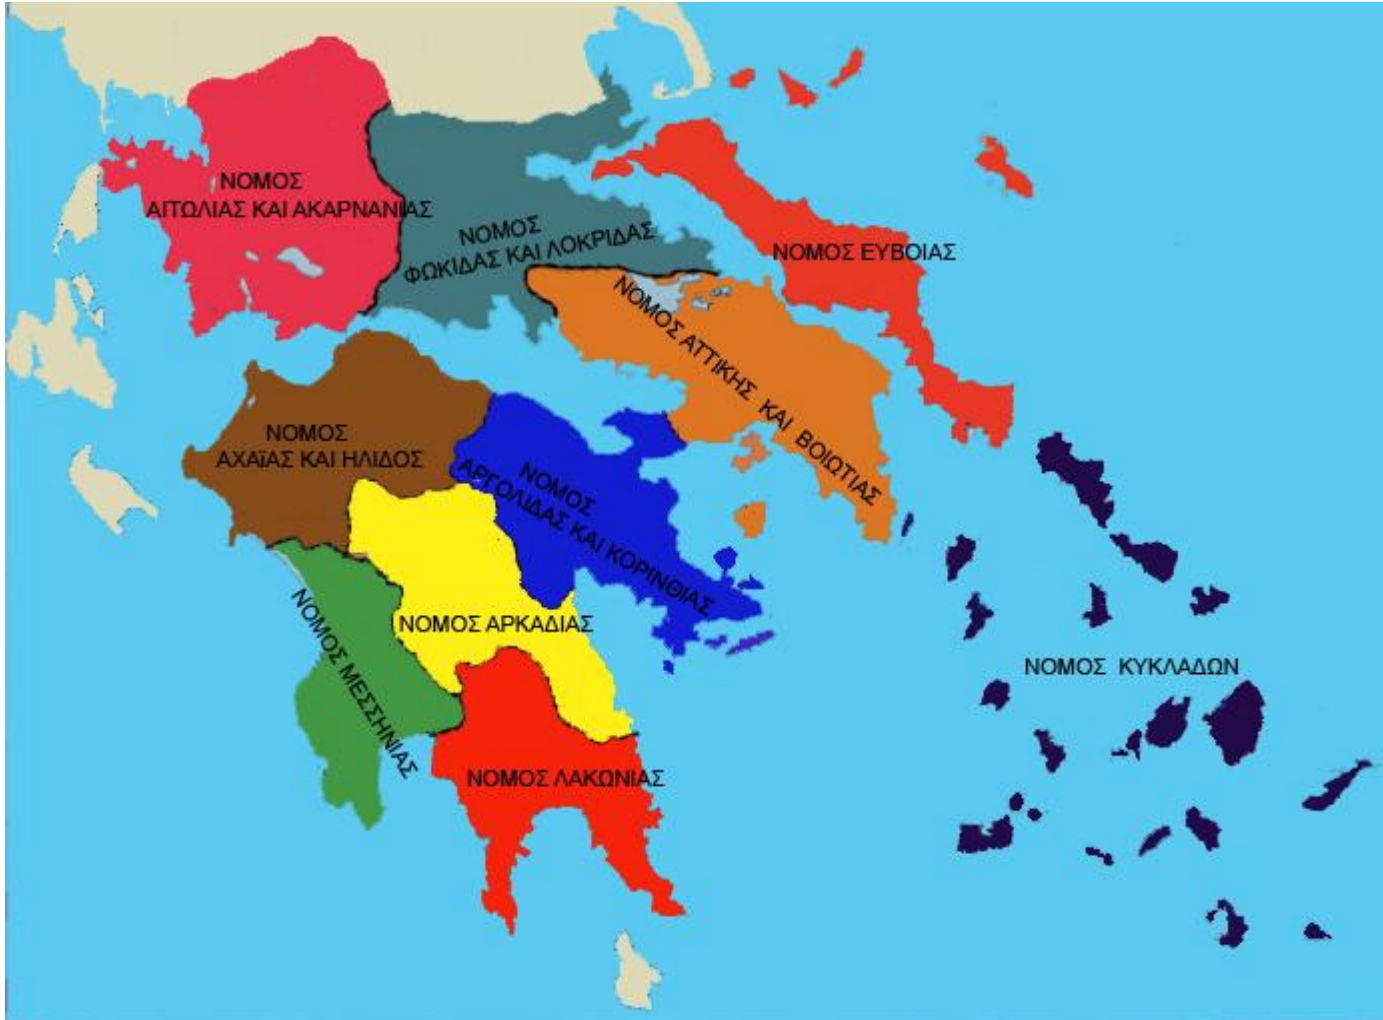 ΝΟΜΟΣ
ΑΙΤΩΛΙΑΣ ΚΑΙ ΑΚΑΡΝΑΝΙΑΣ
ΝΟΜΟΣ
ΦΩΚΙΔΑΣ ΚΑΙ ΛΟΚΡΙΔΑΣ
ΝΟΜΟΣ ΕΥΒΟΙΑΣ
ΝΟΜΟΣ ΑΤΤΙΚΗΣ ΚΑΙ ΒΟΙΩΤΙΑΣ
ΝΟΜΟΣ
ΑΧΑϊΑΣ ΚΑΙ ΗΛΙΔΟΣ
ΝΟΜΟΣ
ΑΡΓΟΛΙΔΑΣ ΚΑΙ ΚΟΡΙΝΘΙΑΣ
ΝΟΜΟΣ ΑΡΚΑΔΙΑΣ
ΝΟΜΟΣ ΜΕΣΣΗΝΙΑΣ
ΝΟΜΟΣ ΚΥΚΛΑΔΩΝ
ΝΟΜΟΣ ΛΑΚΩΝΙΑΣ